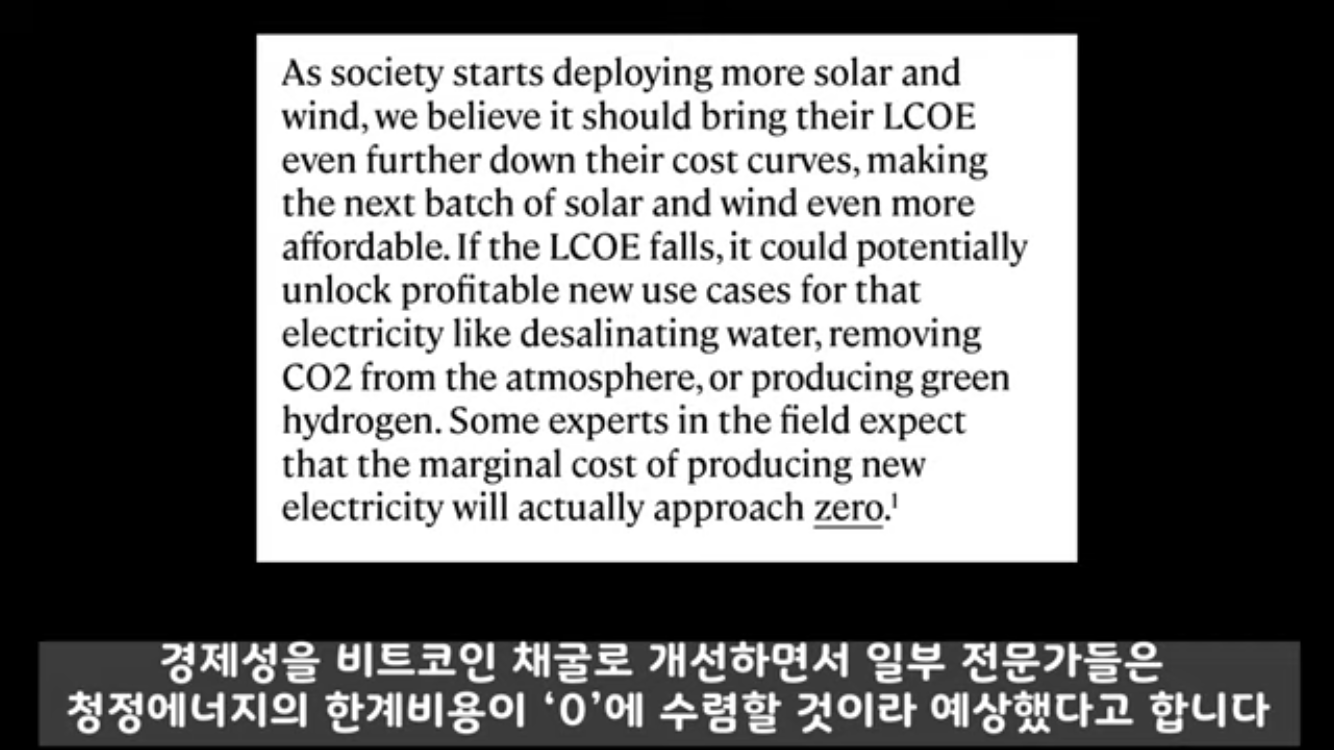 As society starts deploying more solar and
wind, we believe it should bring their LCOE
even further down their cost curves, making
the next batch of solar and wind even more
affordable. If the LCOE falls, it could potentially
unlock profitable new use cases for that
electricity like desalinating water, removing
CO2 from the atmosphere, or producing green
hydrogen. Some experts in the field expect
that the marginal cost of producing new
electricity will actually approach zero.¹
경제성을 비트코인 채굴로 개선하면서 일부 전문가들은
청정에너지의 한계비용이 ‘0’에 수렴할 것이라 예상했다고 합니다